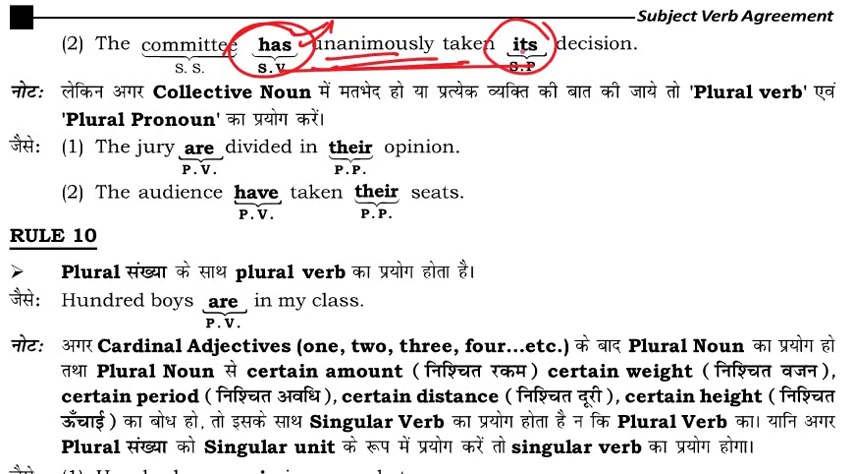 Subject Verb Agreement
(2) The committee has unanimously taken its decision.
S. S. S.V. S.P
नोट: लेकिन अगर Collective Noun में मतभेद हो या प्रत्येक व्यक्ति की बात की जाये तो 'Plural verb' एवं
'Plural Pronoun' का प्रयोग करें।
जैसे: (1) The jury are divided in their opinion.
P.V. P.P.
(2) The audience have taken their seats.
P.V. P.P.
RULE 10
➤ Plural संख्या के साथ plural verb का प्रयोग होता है।
जैसे: Hundred boys are in my class.
P.V.
नोट: अगर Cardinal Adjectives (one, two, three, four...etc.) के बाद Plural Noun का प्रयोग हो
तथा Plural Noun से certain amount ( निश्चित रकम ) certain weight ( निश्चित वजन ),
certain period ( निश्चित अवधि ), certain distance ( निश्चित दूरी ), certain height ( निश्चित
ऊँचाई ) का बोध हो, तो इसके साथ Singular Verb का प्रयोग होता है न कि Plural Verb का। यानि अगर
Plural संख्या को Singular unit के रूप में प्रयोग करें तो singular verb का प्रयोग होगा।